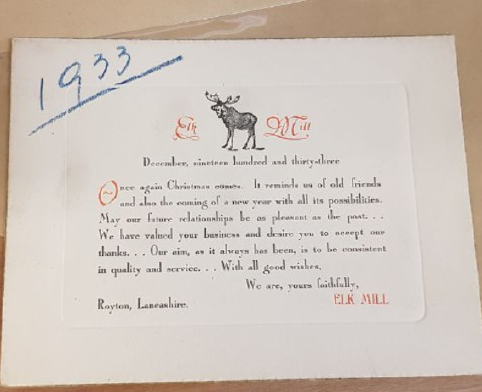 1933
Elk Mill
December, nineteen hundred and thirty-three
Once again Christmas comes. It reminds us of old friends
and also the coming of a new year with all its possibilities.
May our future relationships be as pleasant as the past. . .
We have valued your business and desire you to accept our
thanks. . . Our aim, as it always has been, is to be consistent
in quality and service. . . With all good wishes,
We are, yours faithfully,
Royton, Lancashire. ELK MILL